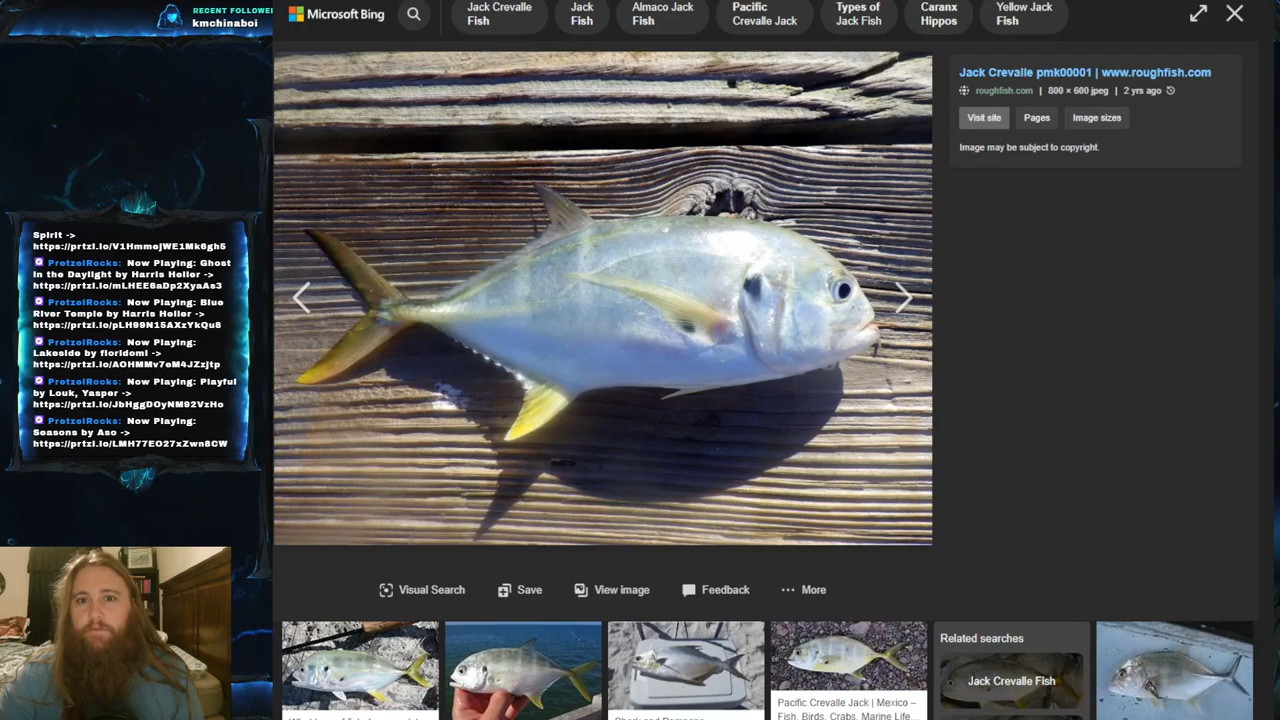 RECENT FOLLOWER
kmchinaboi
Spirit ->
https://prtzl.io/V1HmmojWE1Mk6gh5
PretzelRocks: Now Playing: Ghost
in the Daylight by Harris Heller ->
https://prtzl.io/mLHEE6aDp2XyaAs3
PretzelRocks: Now Playing: Blue
River Temple by Harris Heller ->
https://prtzl.io/pLH99N15AXzYkQu8
PretzelRocks: Now Playing:
Lakeside by floridomi ->
https://prtzl.io/AOHMMv7oM4JZzjtp
PretzelRocks: Now Playing: Playful
by Louk, Yasper ->
https://prtzl.io/JbHggDOyNM92VzHo
PretzelRocks: Now Playing:
Seasons by Aso ->
https://prtzl.io/LMH77EO27xZwn8CW
Microsoft Bing
Jack Crevalle
Fish
Jack
Fish
Almaco Jack
Fish
Pacific
Crevalle Jack
Types of
Jack Fish
Caranx
Hippos
Yellow Jack
Fish
Jack Crevalle pmk00001 | www.roughfish.com
roughfish.com | 800 × 600 jpeg | 2 yrs ago
Visit site
Pages
Image sizes
Image may be subject to copyright.
Visual Search
Save
View image
Feedback
More
Pacific Crevalle Jack | Mexico –
Fish, Birds, Crabs, Marine Life...
Related searches
Jack Crevalle Fish